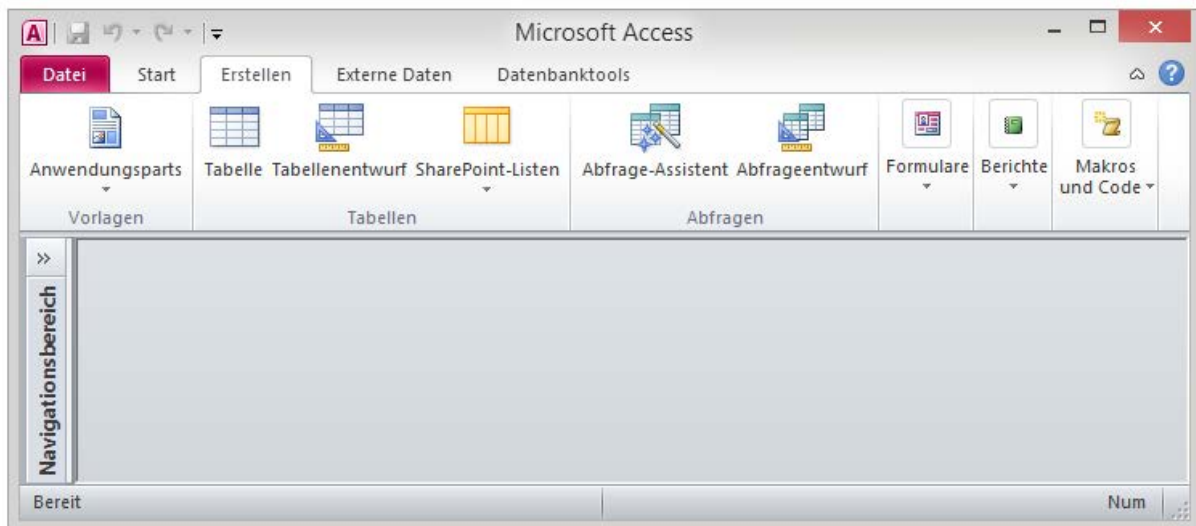 A
Microsoft Access
Datei Start Erstellen Externe Daten Datenbanktools
Anwendungsparts Tabelle Tabellenentwurf SharePoint-Listen Abfrage-Assistent Abfrageentwurf Formulare Berichte Makros
und Code
Vorlagen Tabellen Abfragen
Navigationsbereich
Bereit Num